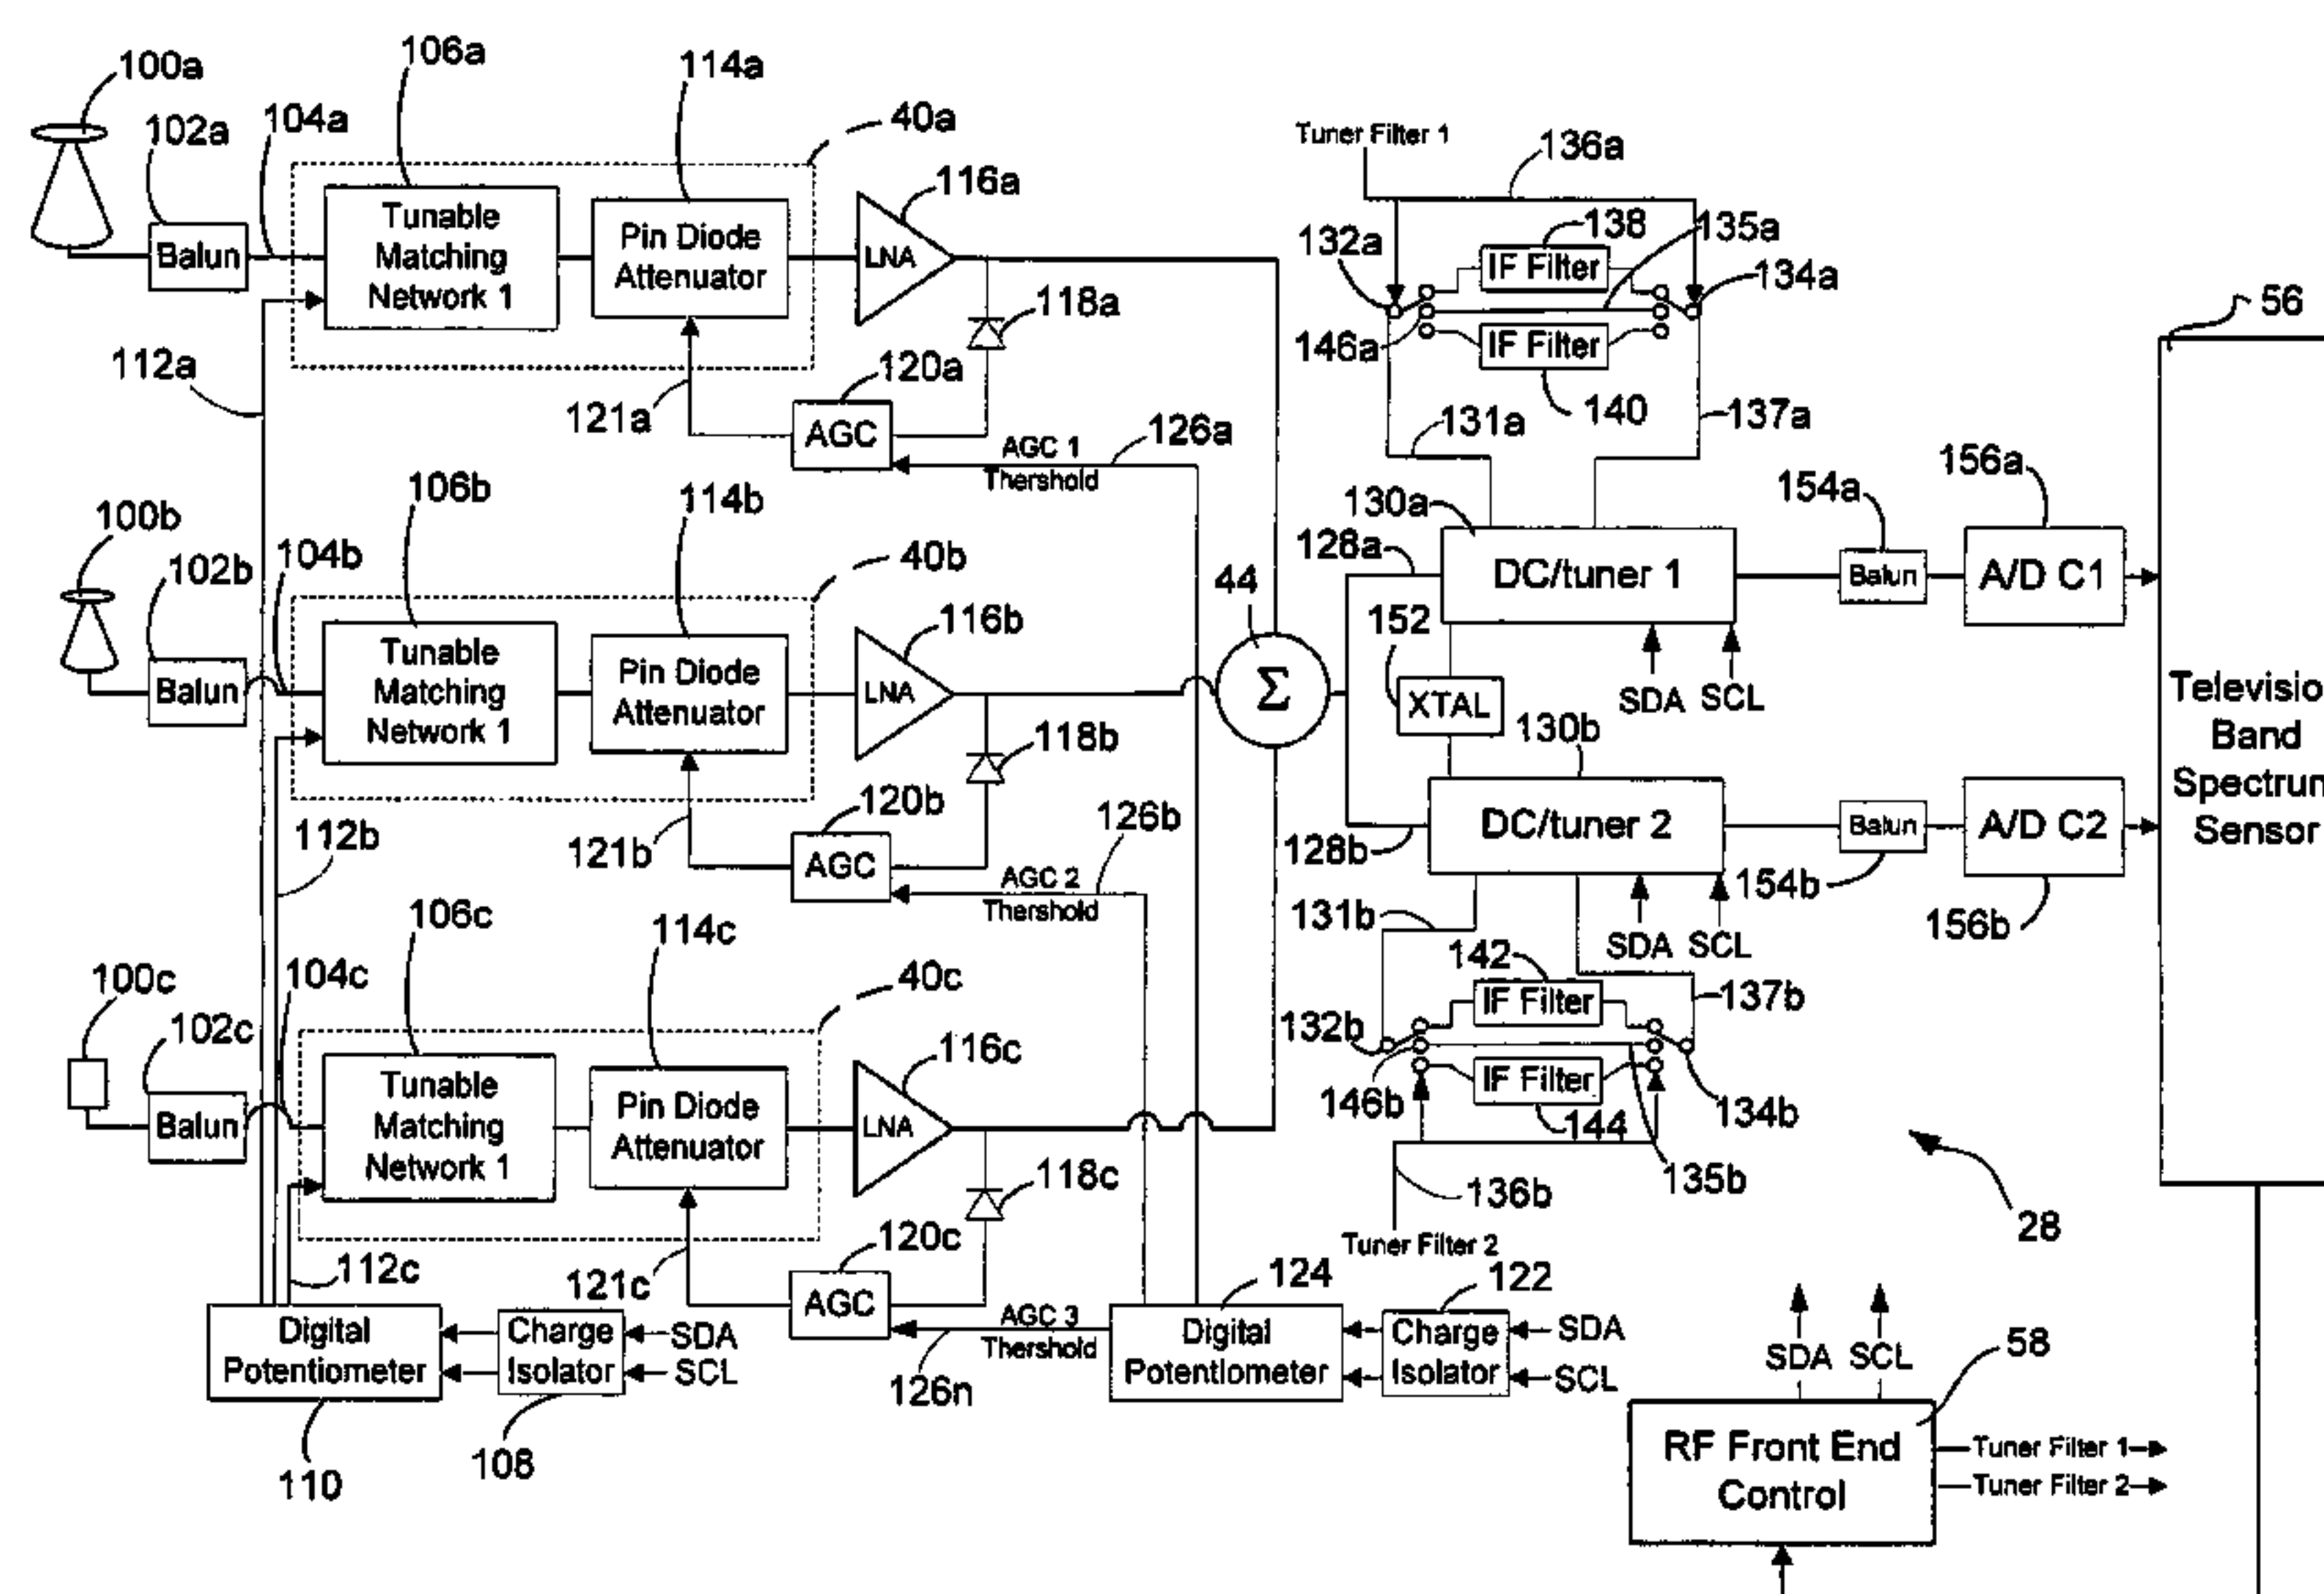 100a
102a
104a
106a
114a
40a
116a
Balun
Tunable
Matching
Network 1
Pin Diode
Attenuator
LNA
118a
120a
AGC
121a
112a
AGC 1
Thershold
126a
100b
102b
104b
106b
114b
40b
116b
Balun
Tunable
Matching
Network 1
Pin Diode
Attenuator
LNA
118b
120b
AGC
121b
112b
AGC 2
Thershold
126b
100c
102c
104c
106c
114c
40c
116c
Balun
Tunable
Matching
Network 1
Pin Diode
Attenuator
LNA
118c
120c
AGC
121c
112c
AGC 3
Thershold
126n
Digital
Potentiometer
110
Charge
Isolator
108
SDA
SCL
124
Digital
Potentiometer
122
Charge
Isolator
SDA
SCL
44
Σ
Tuner Filter 1
136a
132a
138
135a
IF Filter
134a
146a
IF Filter
140
131a
137a
130a
128a
DC/tuner 1
154a
Balun
156a
A/D C1
152
XTAL
SDA SCL
130b
128b
DC/tuner 2
Balun
154b
A/D C2
156b
131b
SDA SCL
142
IF Filter
137b
132b
146b
IF Filter
144
134b
135b
136b
Tuner Filter 2
56
Televisio
Band
Spectrun
Sensor
28
SDA SCL
58
RF Front End
Control
Tuner Filter 1
Tuner Filter 2